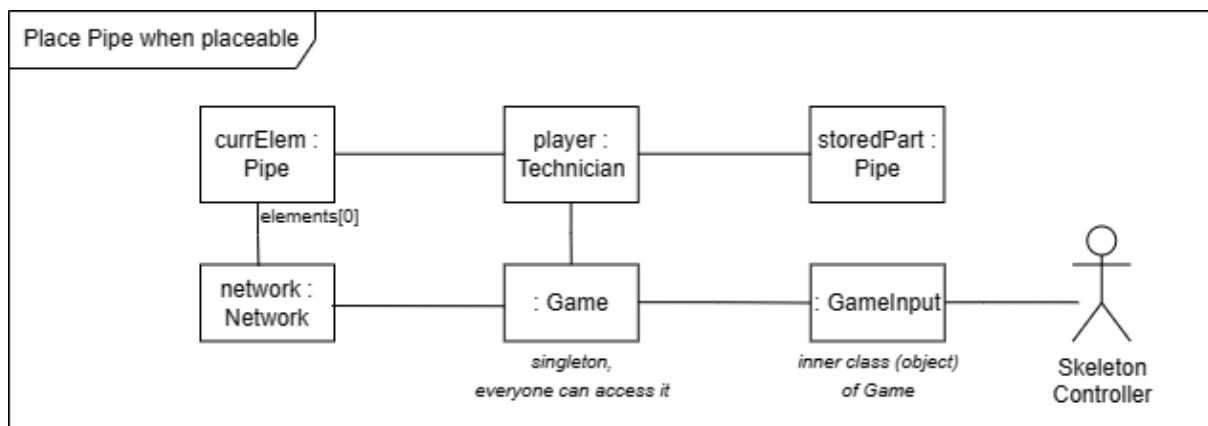 Place Pipe when placeable
currElem :
Pipe
player :
Technician
storedPart :
Pipe
elements[0]
network :
Network
: Game
: GameInput
singleton,
everyone can access it
inner class (object)
of Game
Skeleton
Controller